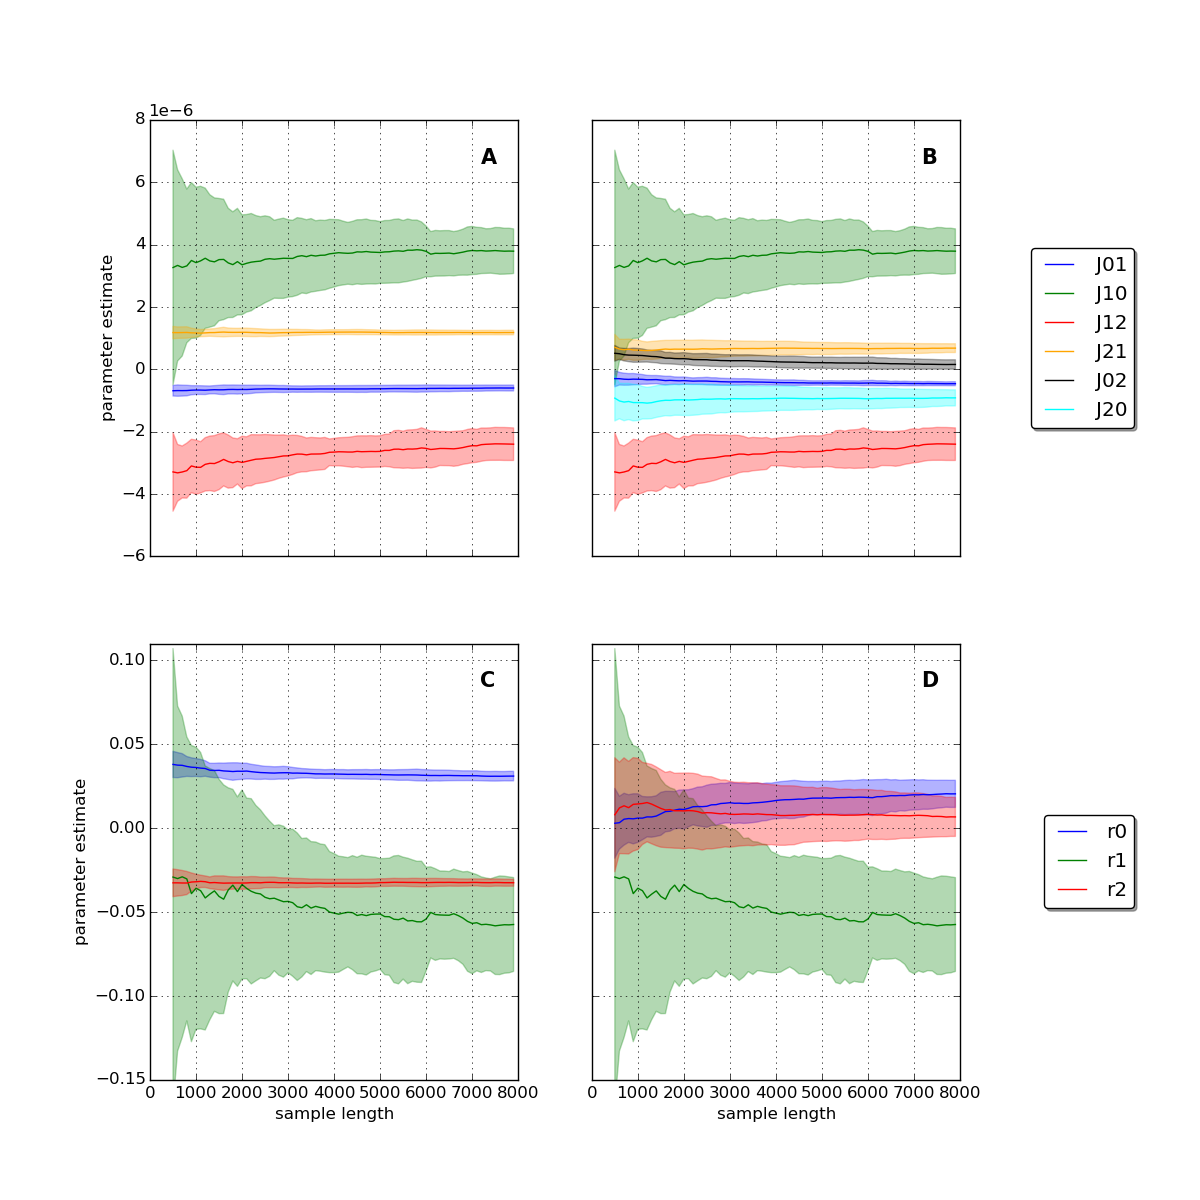 1e−6
8
A
B
6
4
2
0
−2
−4
−6
parameter estimate
J01
J10
J12
J21
J02
J20
C
D
0.10
0.05
0.00
−0.05
−0.10
−0.15
parameter estimate
r0
r1
r2
0 1000 2000 3000 4000 5000 6000 7000 8000
0 1000 2000 3000 4000 5000 6000 7000 8000
sample length
sample length